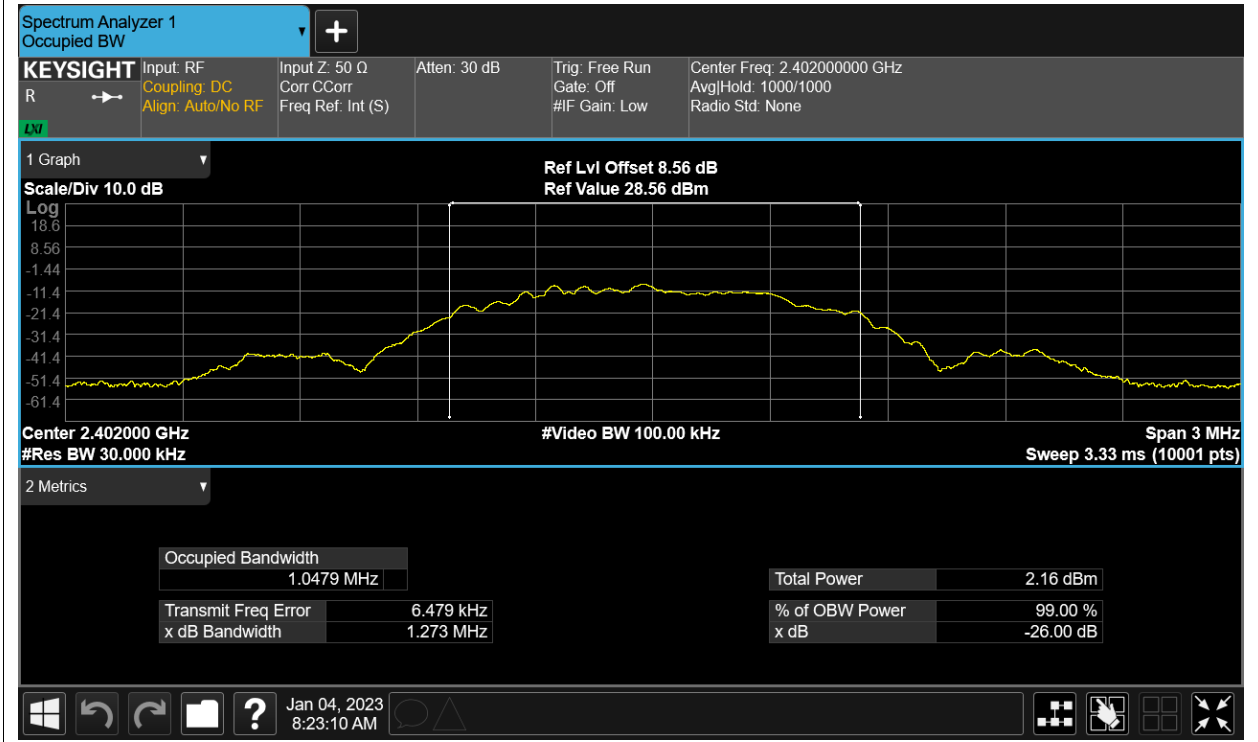 Spectrum Analyzer 1
Occupied BW
KEYSIGHT
R
LXI
Input: RF
Coupling: DC
Align: Auto/No RF
Input Z: 50 Ω
Corr CCorr
Freq Ref: Int (S)
Atten: 30 dB
Trig: Free Run
Gate: Off
#IF Gain: Low
Center Freq: 2.402000000 GHz
Avg|Hold: 1000/1000
Radio Std: None
1 Graph
Scale/Div 10.0 dB
Ref Lvl Offset 8.56 dB
Ref Value 28.56 dBm
Log
18.6
8.56
-1.44
-11.4
-21.4
-31.4
-41.4
-51.4
-61.4
Center 2.402000 GHz
#Video BW 100.00 kHz
Span 3 MHz
#Res BW 30.000 kHz
Sweep 3.33 ms (10001 pts)
2 Metrics
Occupied Bandwidth
1.0479 MHz
Total Power 2.16 dBm
Transmit Freq Error 6.479 kHz
% of OBW Power 99.00 %
x dB Bandwidth 1.273 MHz
x dB -26.00 dB
?
Jan 04, 2023
8:23:10 AM